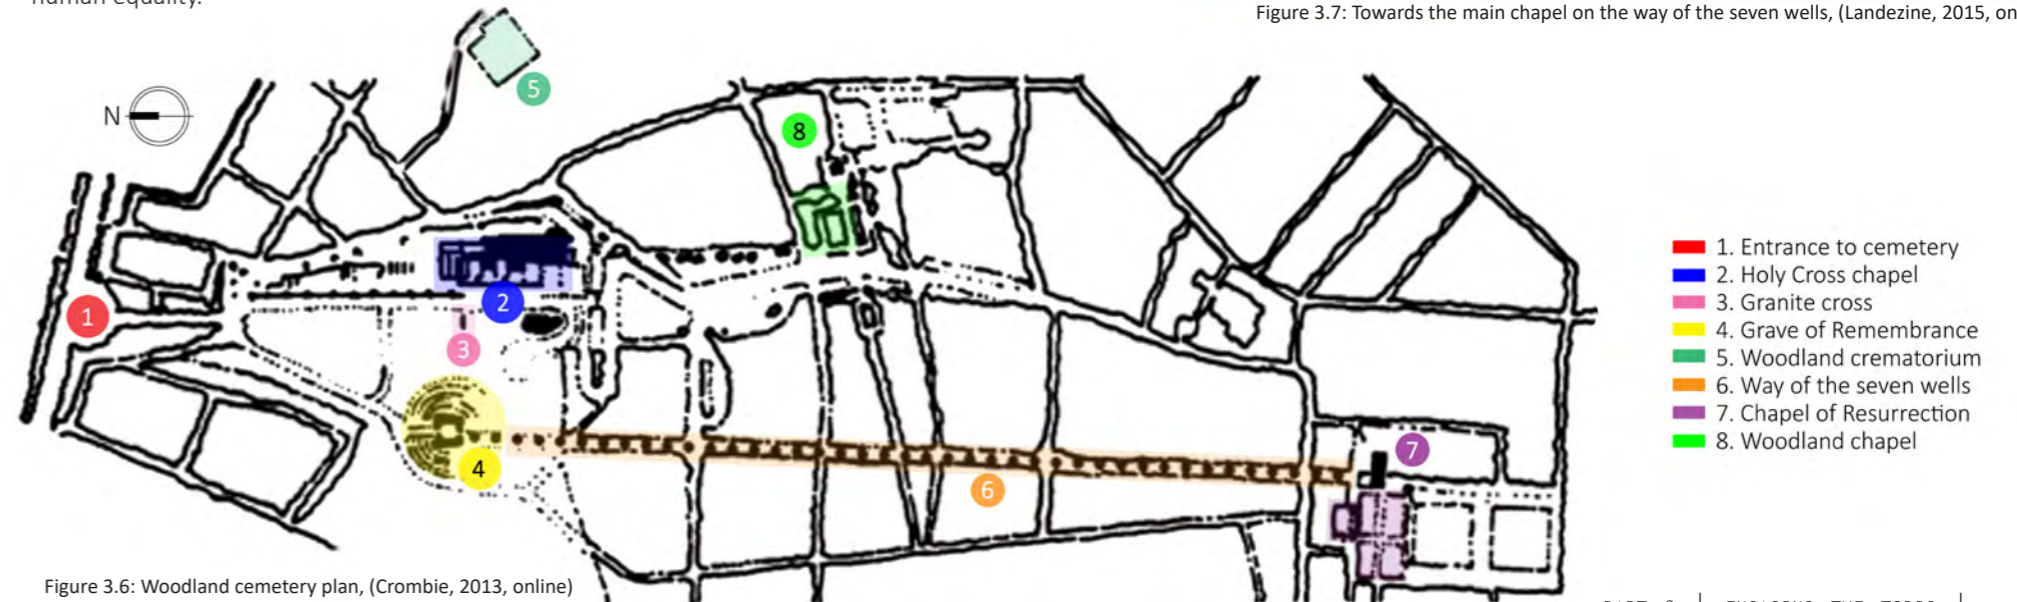 human equality.
Figure 3.7: Towards the main chapel on the way of the seven wells, (Landezine, 2015, on
5
N
8
1
2
3
4
6
7
1. Entrance to cemetery
2. Holy Cross chapel
3. Granite cross
4. Grave of Remembrance
5. Woodland crematorium
6. Way of the seven wells
7. Chapel of Resurrection
8. Woodland chapel
Figure 3.6: Woodland cemetery plan, (Crombie, 2013, online)